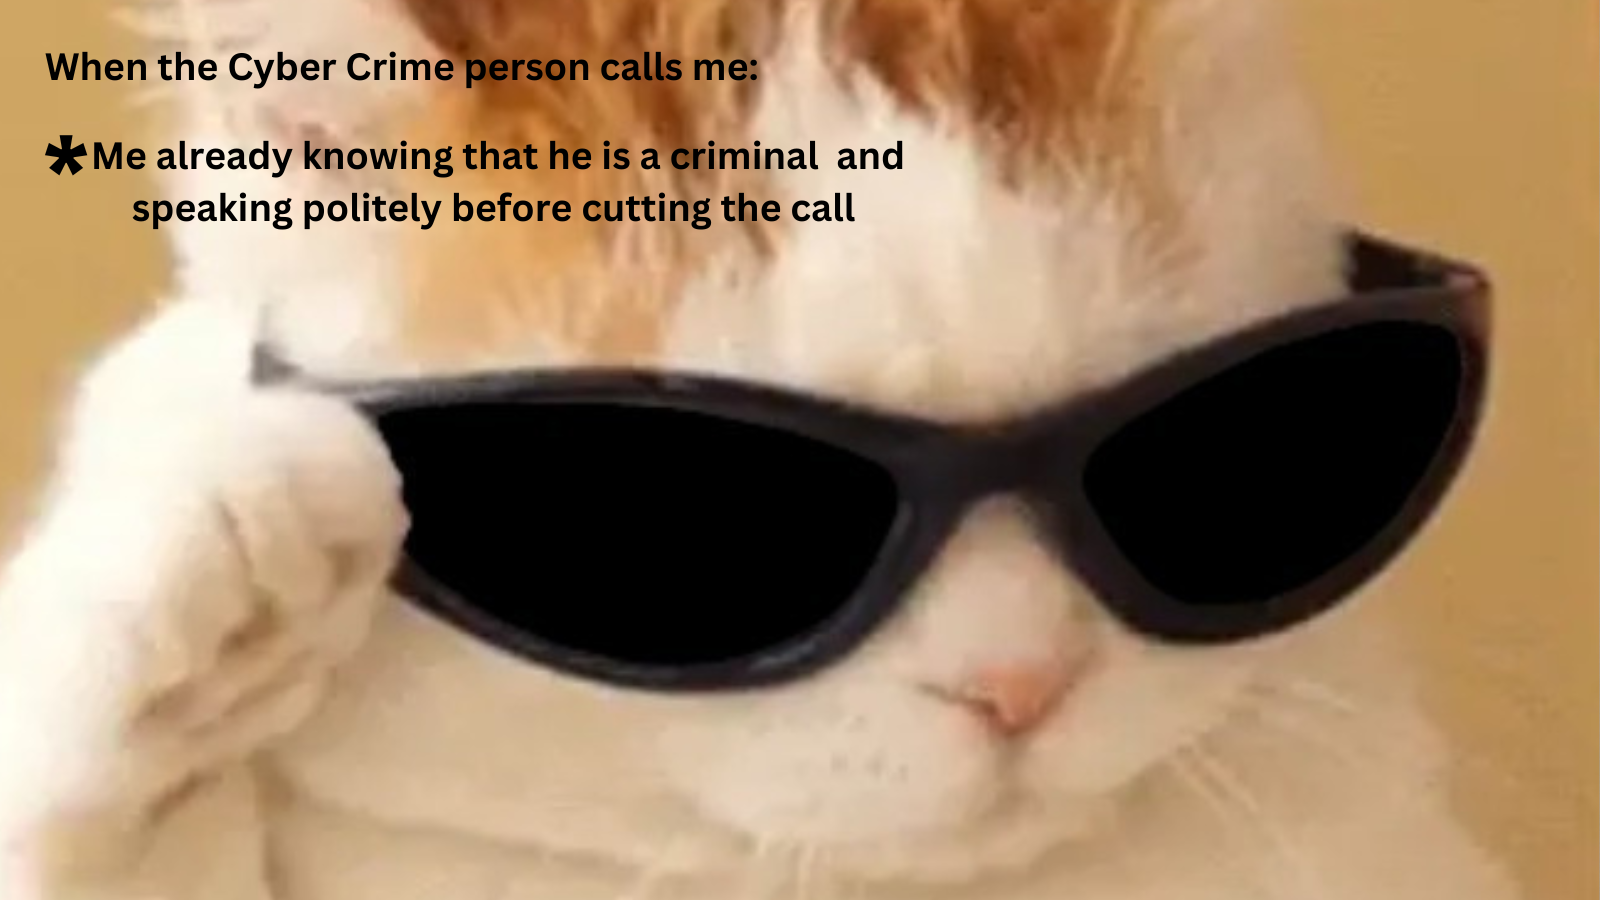 When the Cyber Crime person calls me:
*Me already knowing that he is a criminal  and
speaking politely before cutting the call